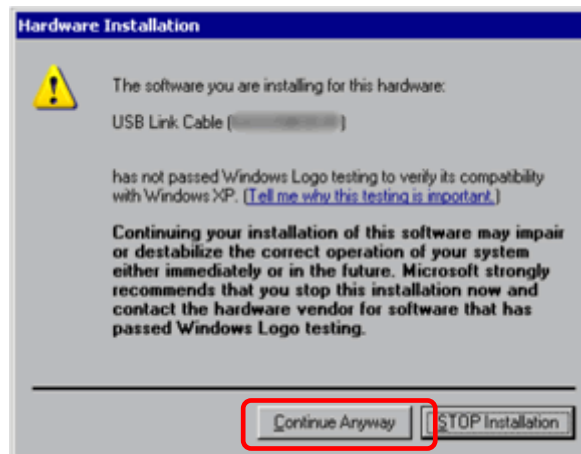 Hardware Installation
The software you are installing for this hardware:
USB Link Cable ( )
has not passed Windows Logo testing to verify its compatibility
with Windows XP. (Tell me why this testing is important.)
Continuing your installation of this software may impair
or destabilize the correct operation of your system
either immediately or in the future. Microsoft strongly
recommends that you stop this installation now and
contact the hardware vendor for software that has
passed Windows Logo testing.
Continue Anyway STOP Installation